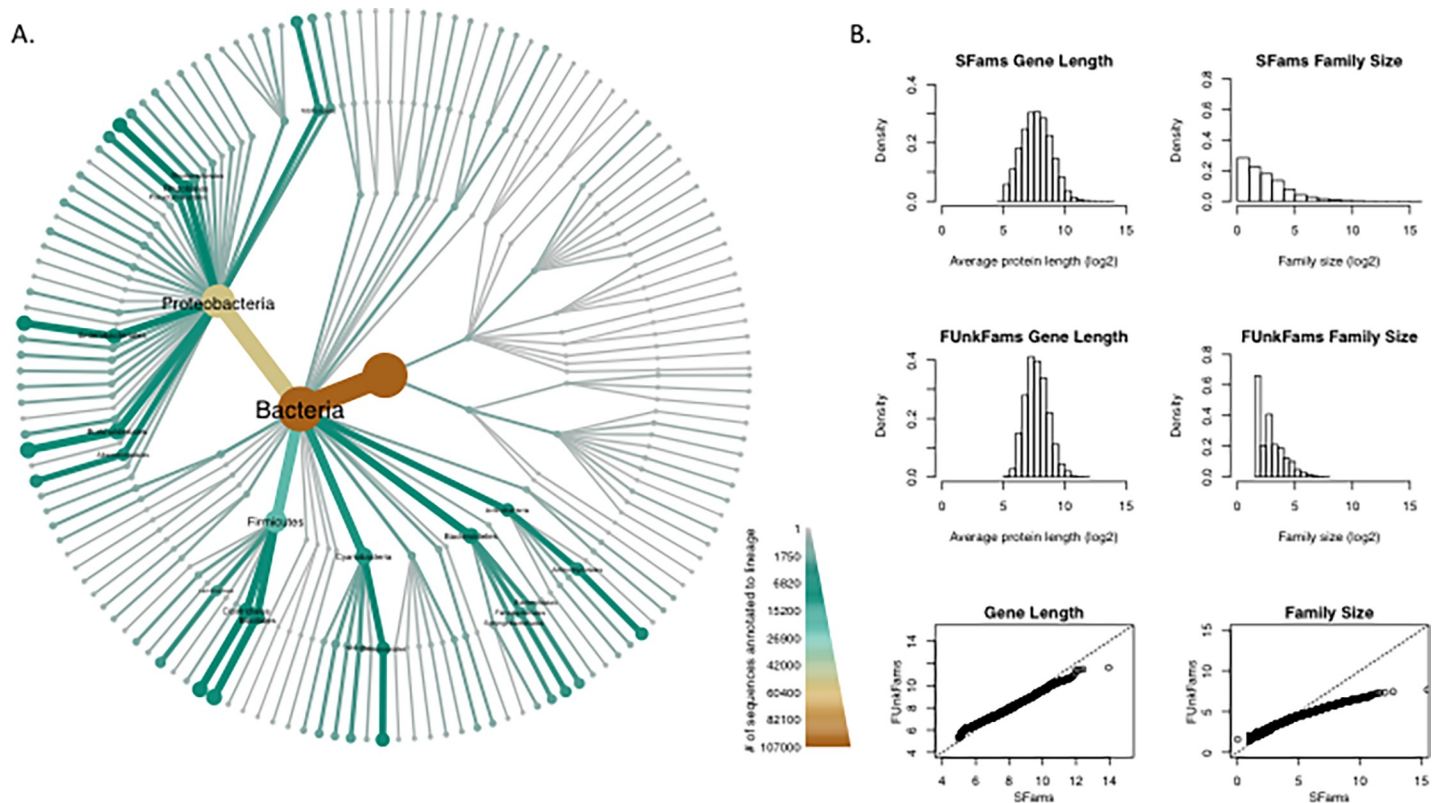 A.
Proteobacteria
Bacteria
Firmicutes
Cyanobacteria
Bacteroidetes
Actinobacteria
# of sequences annotated to lineage
1
1750
6820
15200
26900
42000
60400
82100
107000
B.
SFams Gene Length
Density
0.0 0.2 0.4
0 5 10 15
Average protein length (log2)
SFams Family Size
Density
0.0 0.2 0.4 0.6 0.8
0 5 10 15
Family size (log2)
FUnkFams Gene Length
Density
0.0 0.2 0.4
0 5 10 15
Average protein length (log2)
FUnkFams Family Size
Density
0.0 0.2 0.4 0.6 0.8
0 5 10 15
Family size (log2)
Gene Length
FUnkFams
4 6 8 10 12 14
4 6 8 10 12 14
SFams
Family Size
FUnkFams
0 5 10 15
0 5 10 15
SFams